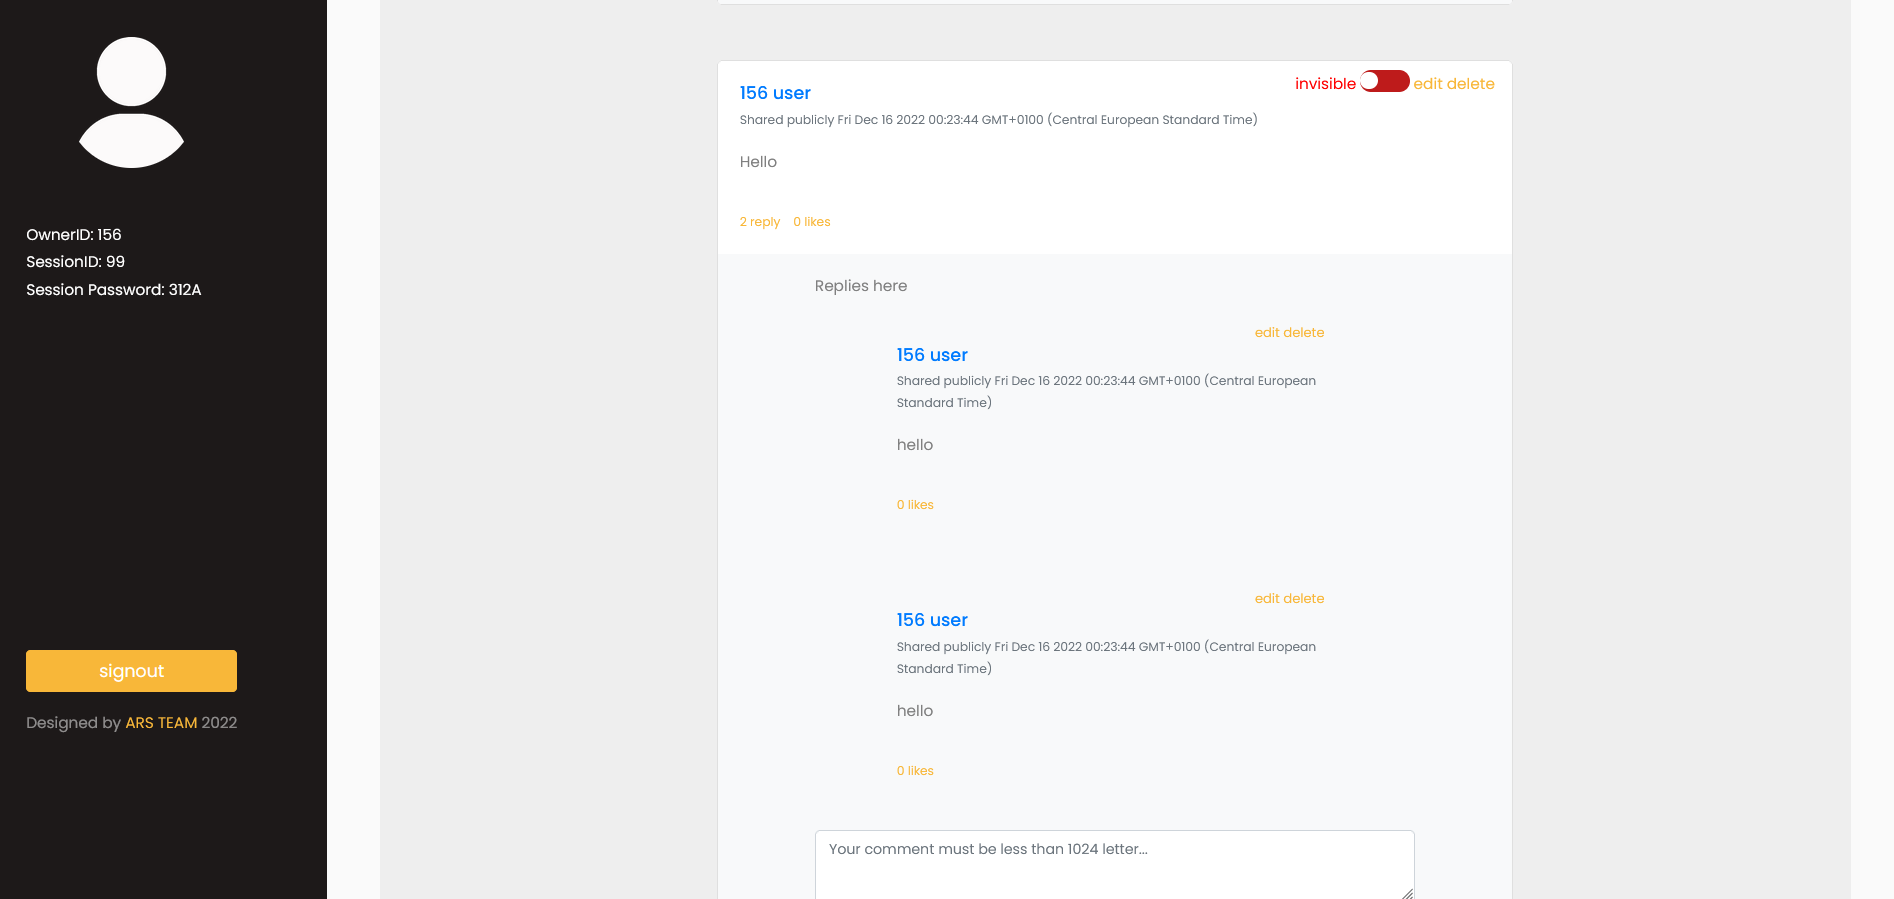 OwnerID: 156
SessionID: 99
Session Password: 312A
signout
Designed by ARS TEAM 2022
invisible edit delete
156 user
Shared publicly Fri Dec 16 2022 00:23:44 GMT+0100 (Central European Standard Time)
Hello
2 reply 0 likes
Replies here
edit delete
156 user
Shared publicly Fri Dec 16 2022 00:23:44 GMT+0100 (Central European
Standard Time)
hello
0 likes
edit delete
156 user
Shared publicly Fri Dec 16 2022 00:23:44 GMT+0100 (Central European
Standard Time)
hello
0 likes
Your comment must be less than 1024 letter...